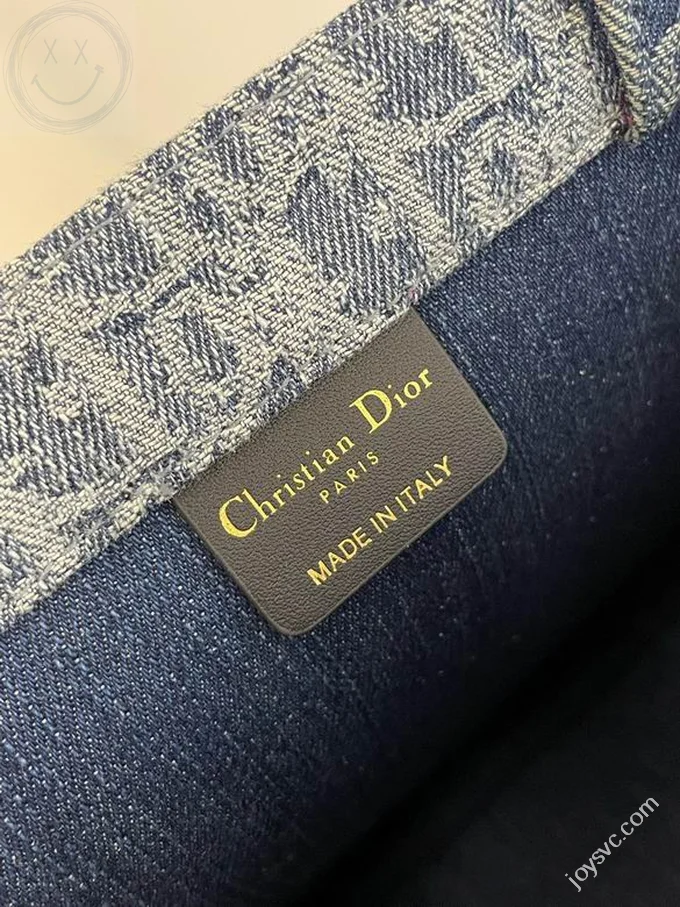 Christian Dior
PARIS
MADE IN ITALY
joysvc.com